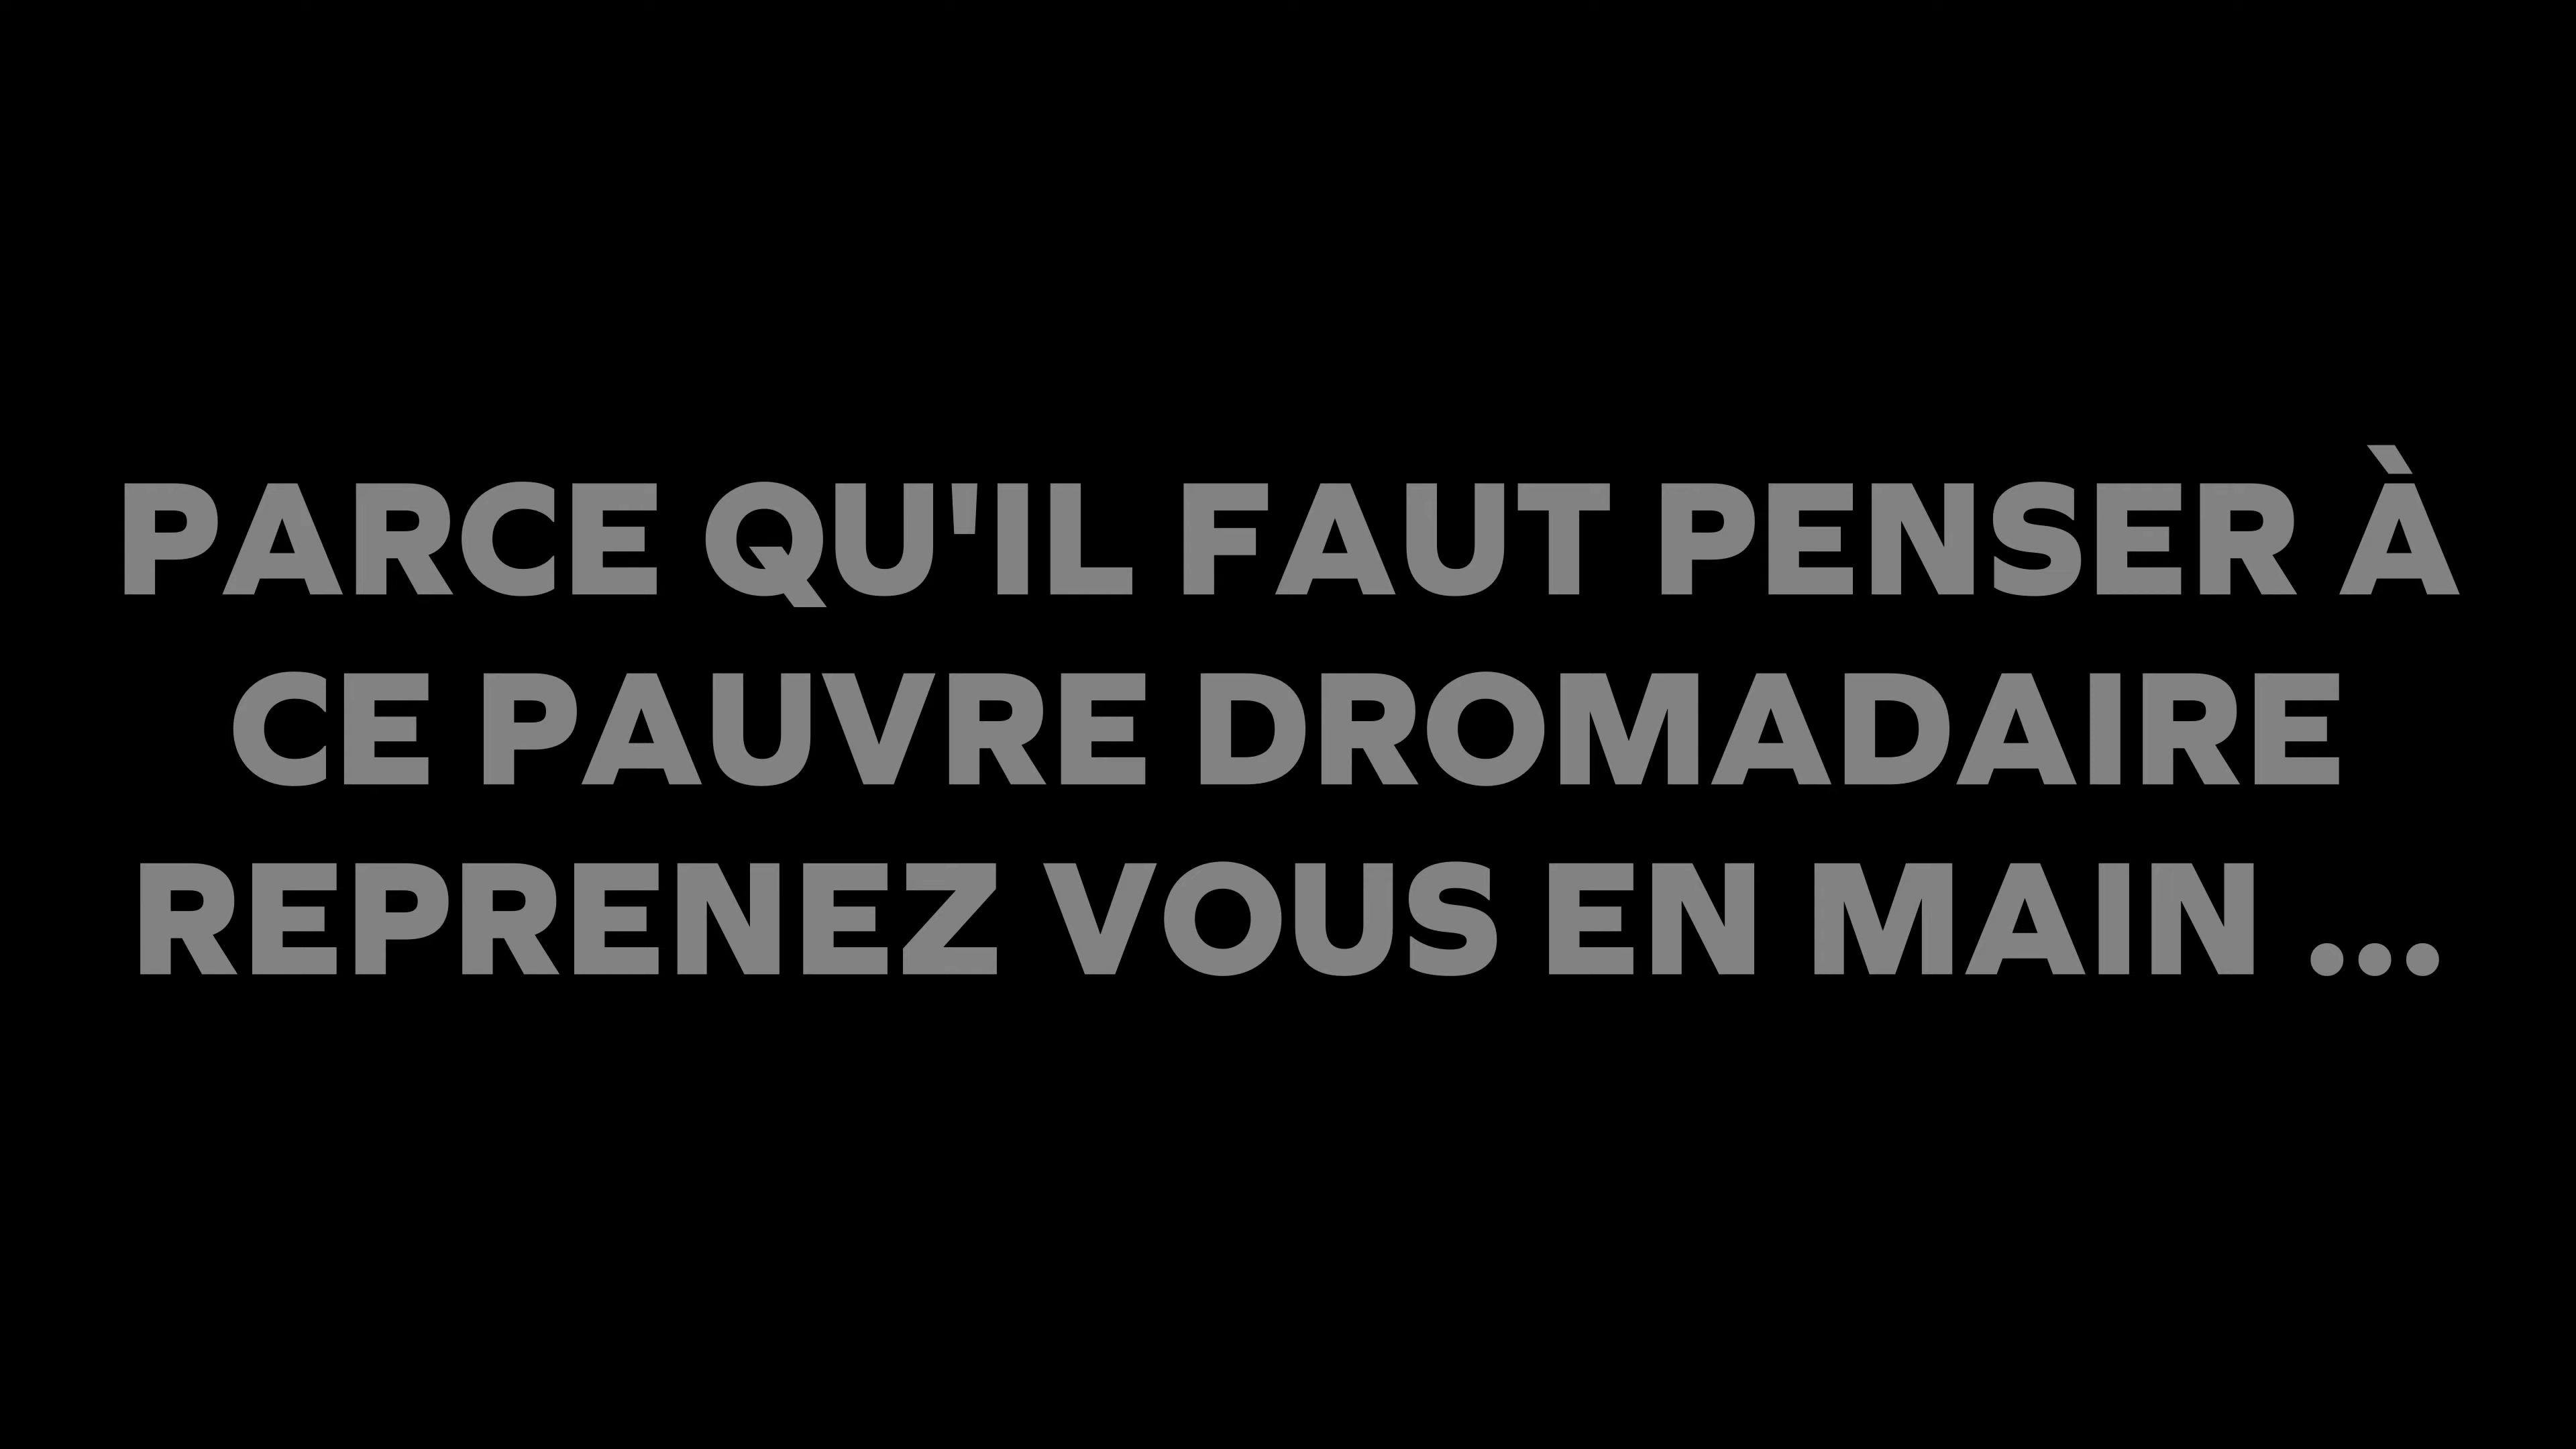 PARCE QU'IL FAUT PENSER À
CE PAUVRE DROMADAIRE
REPRENEZ VOUS EN MAIN ...